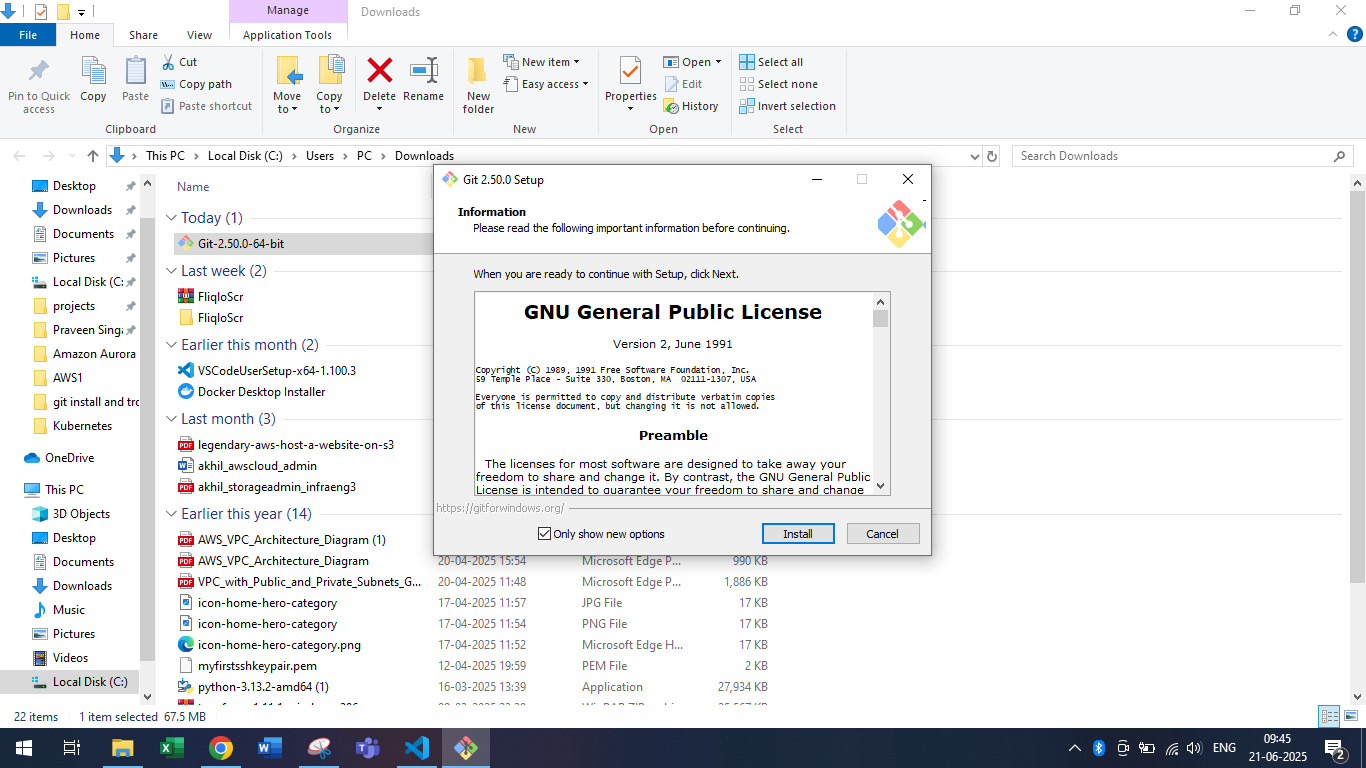 Manage
Downloads
File
Home
Share
View
Application Tools
Pin to Quick access
Copy
Paste
Cut
Copy path
Paste shortcut
Clipboard
Move to
Copy to
Delete
Rename
Organize
New folder
New item
Easy access
New
Properties
Open
Edit
History
Open
Select all
Select none
Invert selection
Select
This PC
Local Disk (C:)
Users
PC
Downloads
Search Downloads
Desktop
Downloads
Documents
Pictures
Local Disk (C:
projects
Praveen Sing
Amazon Aurora
AWS1
git install and tro
Kubernetes
OneDrive
This PC
3D Objects
Desktop
Documents
Downloads
Music
Pictures
Videos
Local Disk (C:)
Name
Today (1)
Git-2.50.0-64-bit
Last week (2)
FliqloScr
FliqloScr
Earlier this month (2)
VSCodeUserSetup-x64-1.100.3
Docker Desktop Installer
Last month (3)
legendary-aws-host-a-website-on-s3
akhil_awscloud_admin
akhil_storageadmin_infraeng3
Earlier this year (14)
AWS_VPC_Architecture_Diagram (1)
AWS_VPC_Architecture_Diagram 20-04-2025 15:54 Microsoft Edge P... 990 KB
VPC_with_Public_and_Private_Subnets_G... 20-04-2025 11:48 Microsoft Edge P... 1,886 KB
icon-home-hero-category 17-04-2025 11:57 JPG File 17 KB
icon-home-hero-category 17-04-2025 11:54 PNG File 17 KB
icon-home-hero-category.png 17-04-2025 11:52 Microsoft Edge H... 17 KB
myfirstsshkeypair.pem 12-04-2025 19:59 PEM File 2 KB
python-3.13.2-amd64 (1) 16-03-2025 13:39 Application 27,934 KB
Git 2.50.0 Setup
Information
Please read the following important information before continuing.
When you are ready to continue with Setup, click Next.
GNU General Public License
Version 2, June 1991
Copyright (C) 1989, 1991 Free Software Foundation, Inc.
59 Temple Place - Suite 330, Boston, MA 02111-1307, USA
Everyone is permitted to copy and distribute verbatim copies
of this license document, but changing it is not allowed.
Preamble
The licenses for most software are designed to take away your
freedom to share and change it. By contrast, the GNU General Public
License is intended to guarantee your freedom to share and change
https://gitforwindows.org/
Only show new options
Install
Cancel
22 items
1 item selected 67.5 MB
ENG
09:45
21-06-2025
2